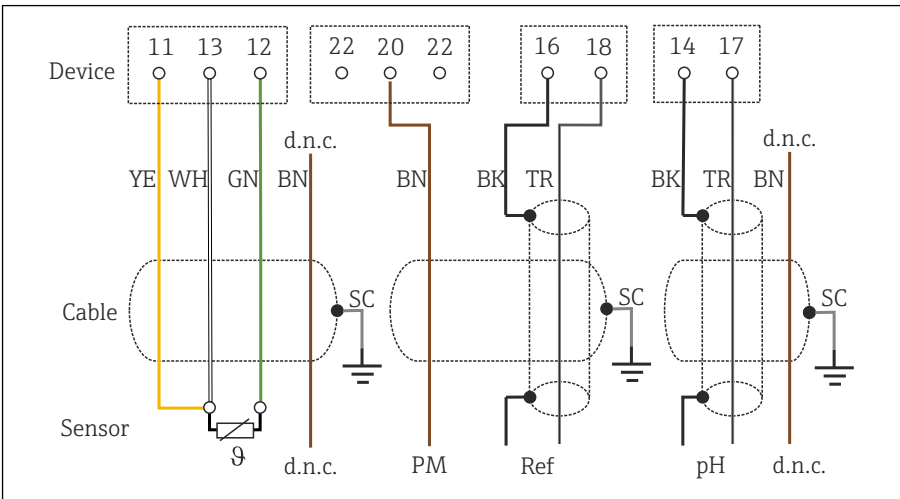 11 13 12 22 20 22 16 18 14 17
Device
d.n.c. d.n.c.
YE WH GN BN BN BK TR BK TR BN
SC SC SC
Cable
Sensor
ϑ
d.n.c. PM Ref pH d.n.c.